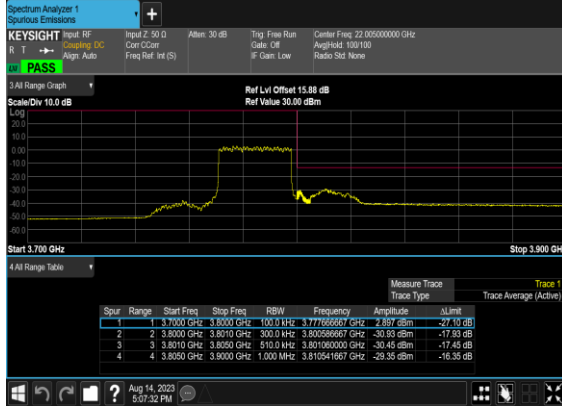 Spectrum Analyzer 1
Spurious Emissions
KEYSIGHT Input: RF Input Z: 50 Ω Atten: 30 dB Trig: Free Run Center Freq: 22.005000000 GHz
R T Coupling: DC Corr CCorr Gate: Off Avg|Hold: 100/100
Align: Auto Freq Ref: Int (S) IF Gain: Low Radio Std: None
PASS
3 All Range Graph
Ref Lvl Offset 15.88 dB
Scale/Div 10.0 dB Ref Value 30.00 dBm
Log
20.0
10.0
0.00
-10.0
-20.0
-30.0
-40.0
-50.0
-60.0
Start 3.700 GHz Stop 3.900 GH
4 All Range Table
Measure Trace Trace 1
Trace Type Trace Average (Active)
Spur Range Start Freq Stop Freq RBW Frequency Amplitude ΔLimit
1 1 3.7000 GHz 3.8000 GHz 100.0 kHz 3.777666667 GHz 2.897 dBm -27.10 dB
2 2 3.8000 GHz 3.8010 GHz 300.0 kHz 3.800586667 GHz -30.93 dBm -17.93 dB
3 3 3.8010 GHz 3.8050 GHz 510.0 kHz 3.801060000 GHz -30.45 dBm -17.45 dB
4 4 3.8050 GHz 3.9000 GHz 1.000 MHz 3.810541667 GHz -29.35 dBm -16.35 dB
? Aug 14, 2023
5:07:32 PM